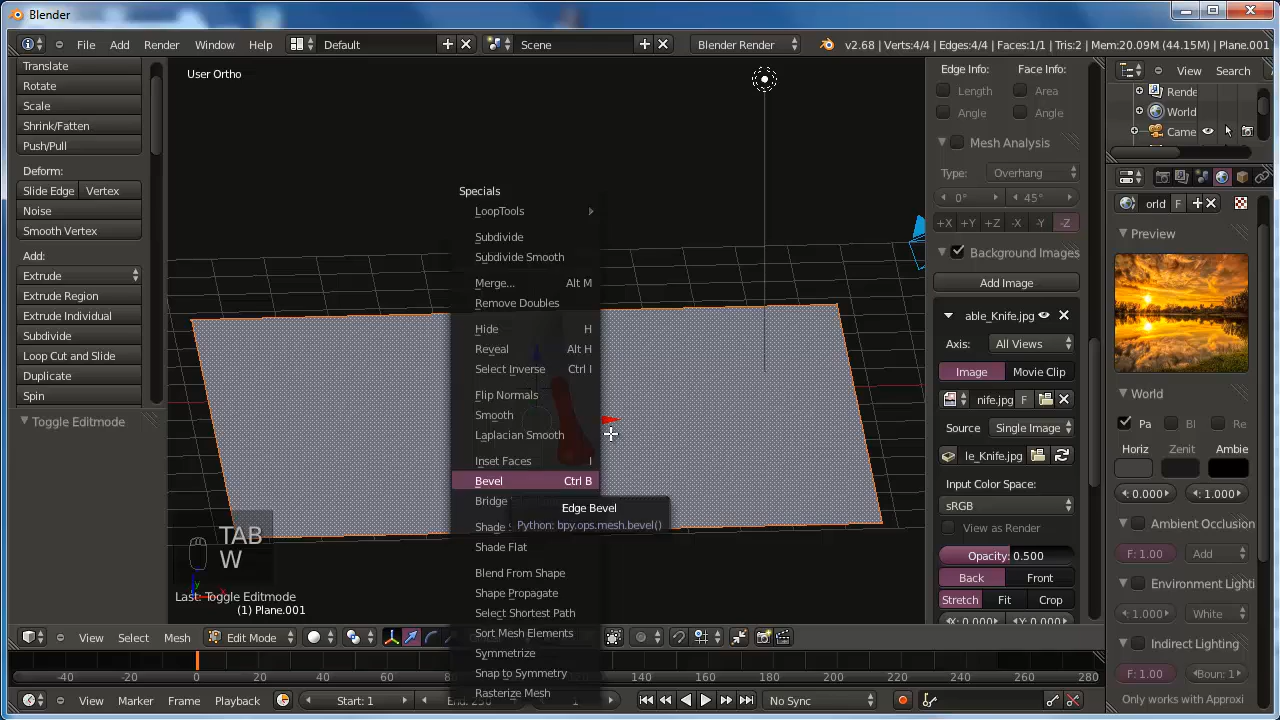 Blender
File Add Render Window Help Default Scene Blender Render v2.68 | Verts:4/4 | Edges:4/4 | Faces:1/1 | Tris:2 | Mem:20.09M (44.15M) | Plane.001
Translate
Rotate
Scale
Shrink/Fatten
Push/Pull
Deform:
Slide Edge Vertex
Noise
Smooth Vertex
Add:
Extrude
Extrude Region
Extrude Individual
Subdivide
Loop Cut and Slide
Duplicate
Spin
Toggle Editmode
User Ortho
Specials
LoopTools
Subdivide
Subdivide Smooth
Merge... Alt M
Remove Doubles
Hide H
Reveal Alt H
Select Inverse Ctrl I
Flip Normals
Smooth
Laplacian Smooth
Inset Faces I
Bevel Ctrl B
Bridge
Edge Bevel
Python: bpy.ops.mesh.bevel()
Shade
Shade Flat
Blend From Shape
Shape Propagate
Select Shortest Path
Sort Mesh Elements
Symmetrize
Snap to Symmetry
Rasterize Mesh
TAB
W
Last: Toggle Editmode
(1) Plane.001
Edge Info: Face Info:
Length Area
Angle Angle
Mesh Analysis
Type: Overhang
0° 45°
+X +Y +Z -X -Y -Z
Background Images
Add Image
able_Knife.jpg
Axis: All Views
Image Movie Clip
nife.jpg F
Source Single Image
le_Knife.jpg
Input Color Space:
sRGB
View as Render
Opacity: 0.500
Back Front
Stretch Fit Crop
X: 0.000 Y: 0.000
View Search
Rende
World
Came
orld F
Preview
World
Pa Bl Re
Horiz Zenit Ambie
0.000 1.000
Ambient Occlusion
F: 1.00 Add
Environment Lighti
1.000 White
Indirect Lighting
F: 1.00 Boun: 1
Only works with Approxi
View Select Mesh Edit Mode
-40 -20 0 20 40 60 80 140 160 180 200 220 240 260 280
View Marker Frame Playback Start: 1 End: 250 1 No Sync